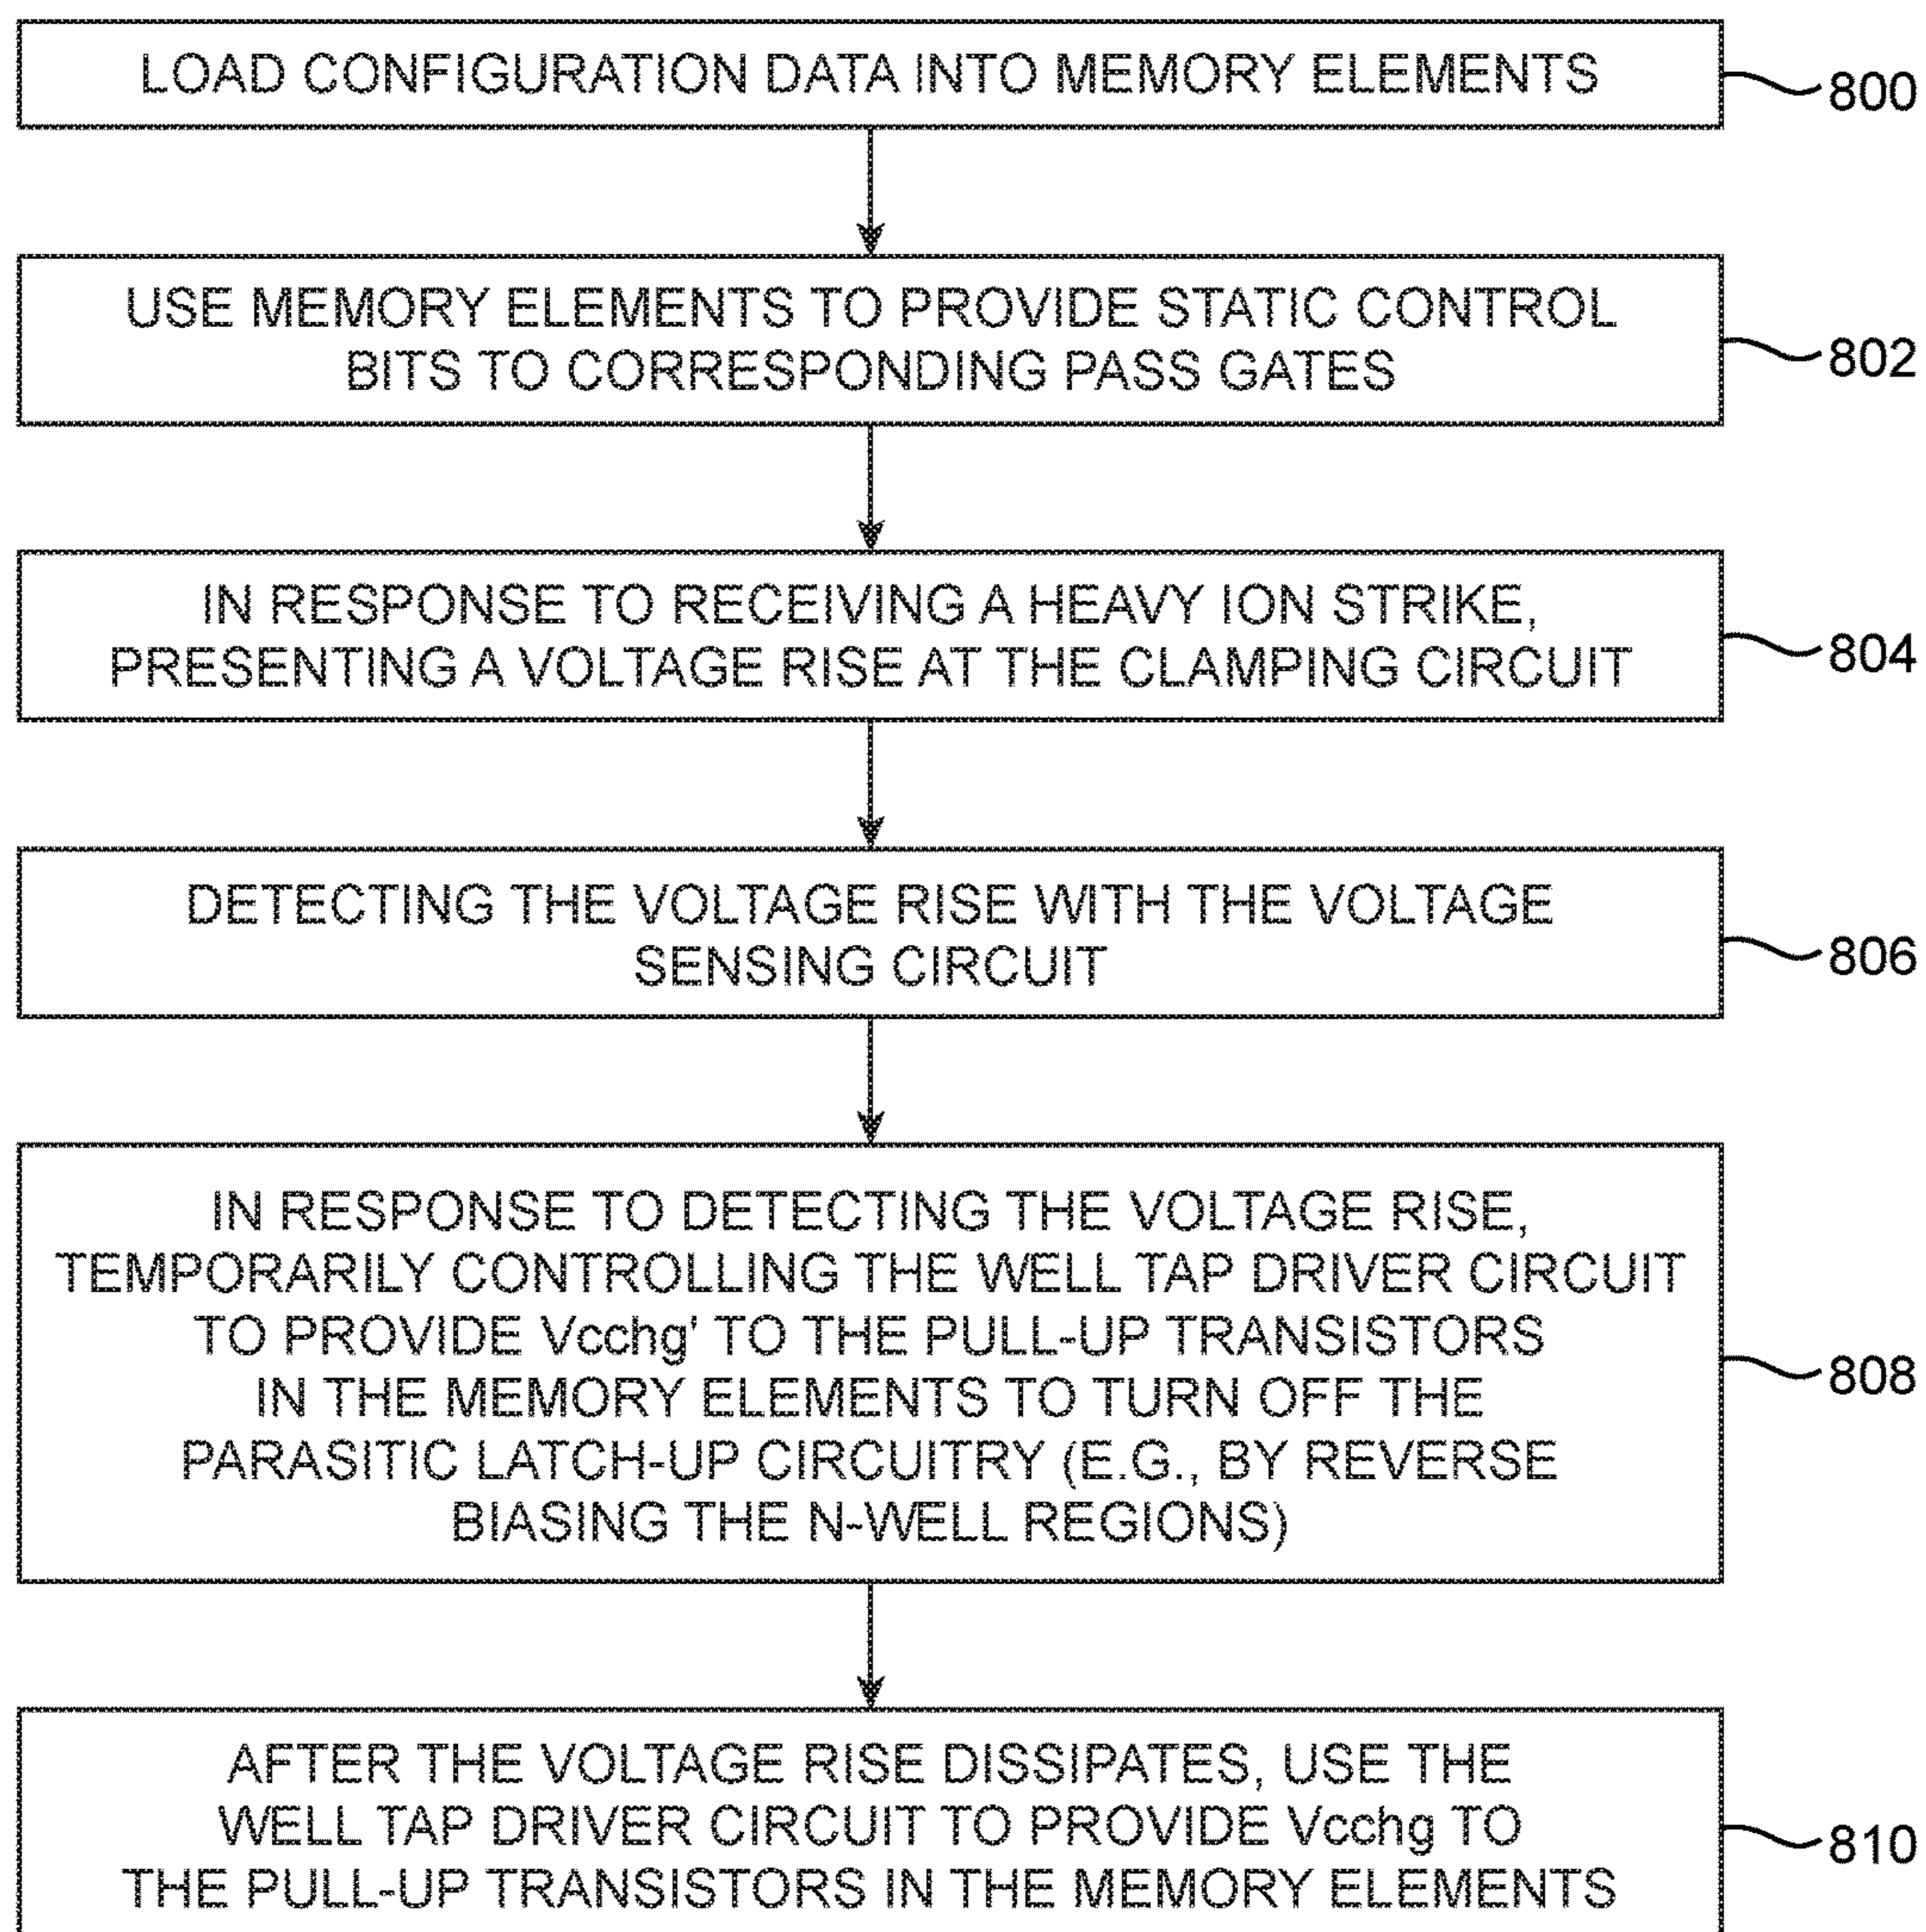 LOAD CONFIGURATION DATA INTO MEMORY ELEMENTS
800
USE MEMORY ELEMENTS TO PROVIDE STATIC CONTROL
BITS TO CORRESPONDING PASS GATES
802
IN RESPONSE TO RECEIVING A HEAVY ION STRIKE,
PRESENTING A VOLTAGE RISE AT THE CLAMPING CIRCUIT
804
DETECTING THE VOLTAGE RISE WITH THE VOLTAGE
SENSING CIRCUIT
806
IN RESPONSE TO DETECTING THE VOLTAGE RISE,
TEMPORARILY CONTROLLING THE WELL TAP DRIVER CIRCUIT
TO PROVIDE Vcchg' TO THE PULL-UP TRANSISTORS
IN THE MEMORY ELEMENTS TO TURN OFF THE
PARASITIC LATCH-UP CIRCUITRY (E.G., BY REVERSE
BIASING THE N-WELL REGIONS)
808
AFTER THE VOLTAGE RISE DISSIPATES, USE THE
WELL TAP DRIVER CIRCUIT TO PROVIDE Vcchg TO
THE PULL-UP TRANSISTORS IN THE MEMORY ELEMENTS
810